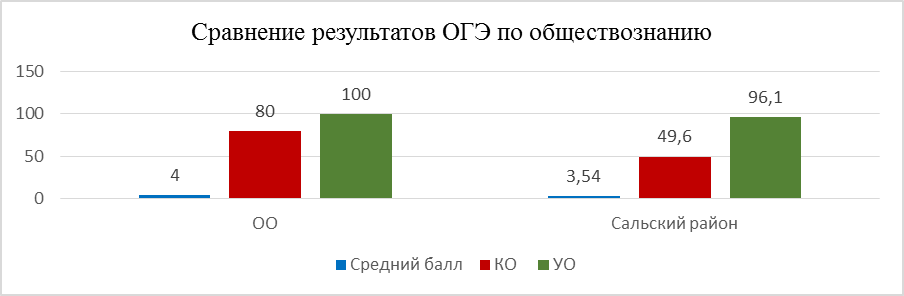 Сравнение результатов ОГЭ по обществознанию
150
100
50
0
4
80
100
3,54
49,6
96,1
ОО
Сальский район
Средний балл
КО
УО